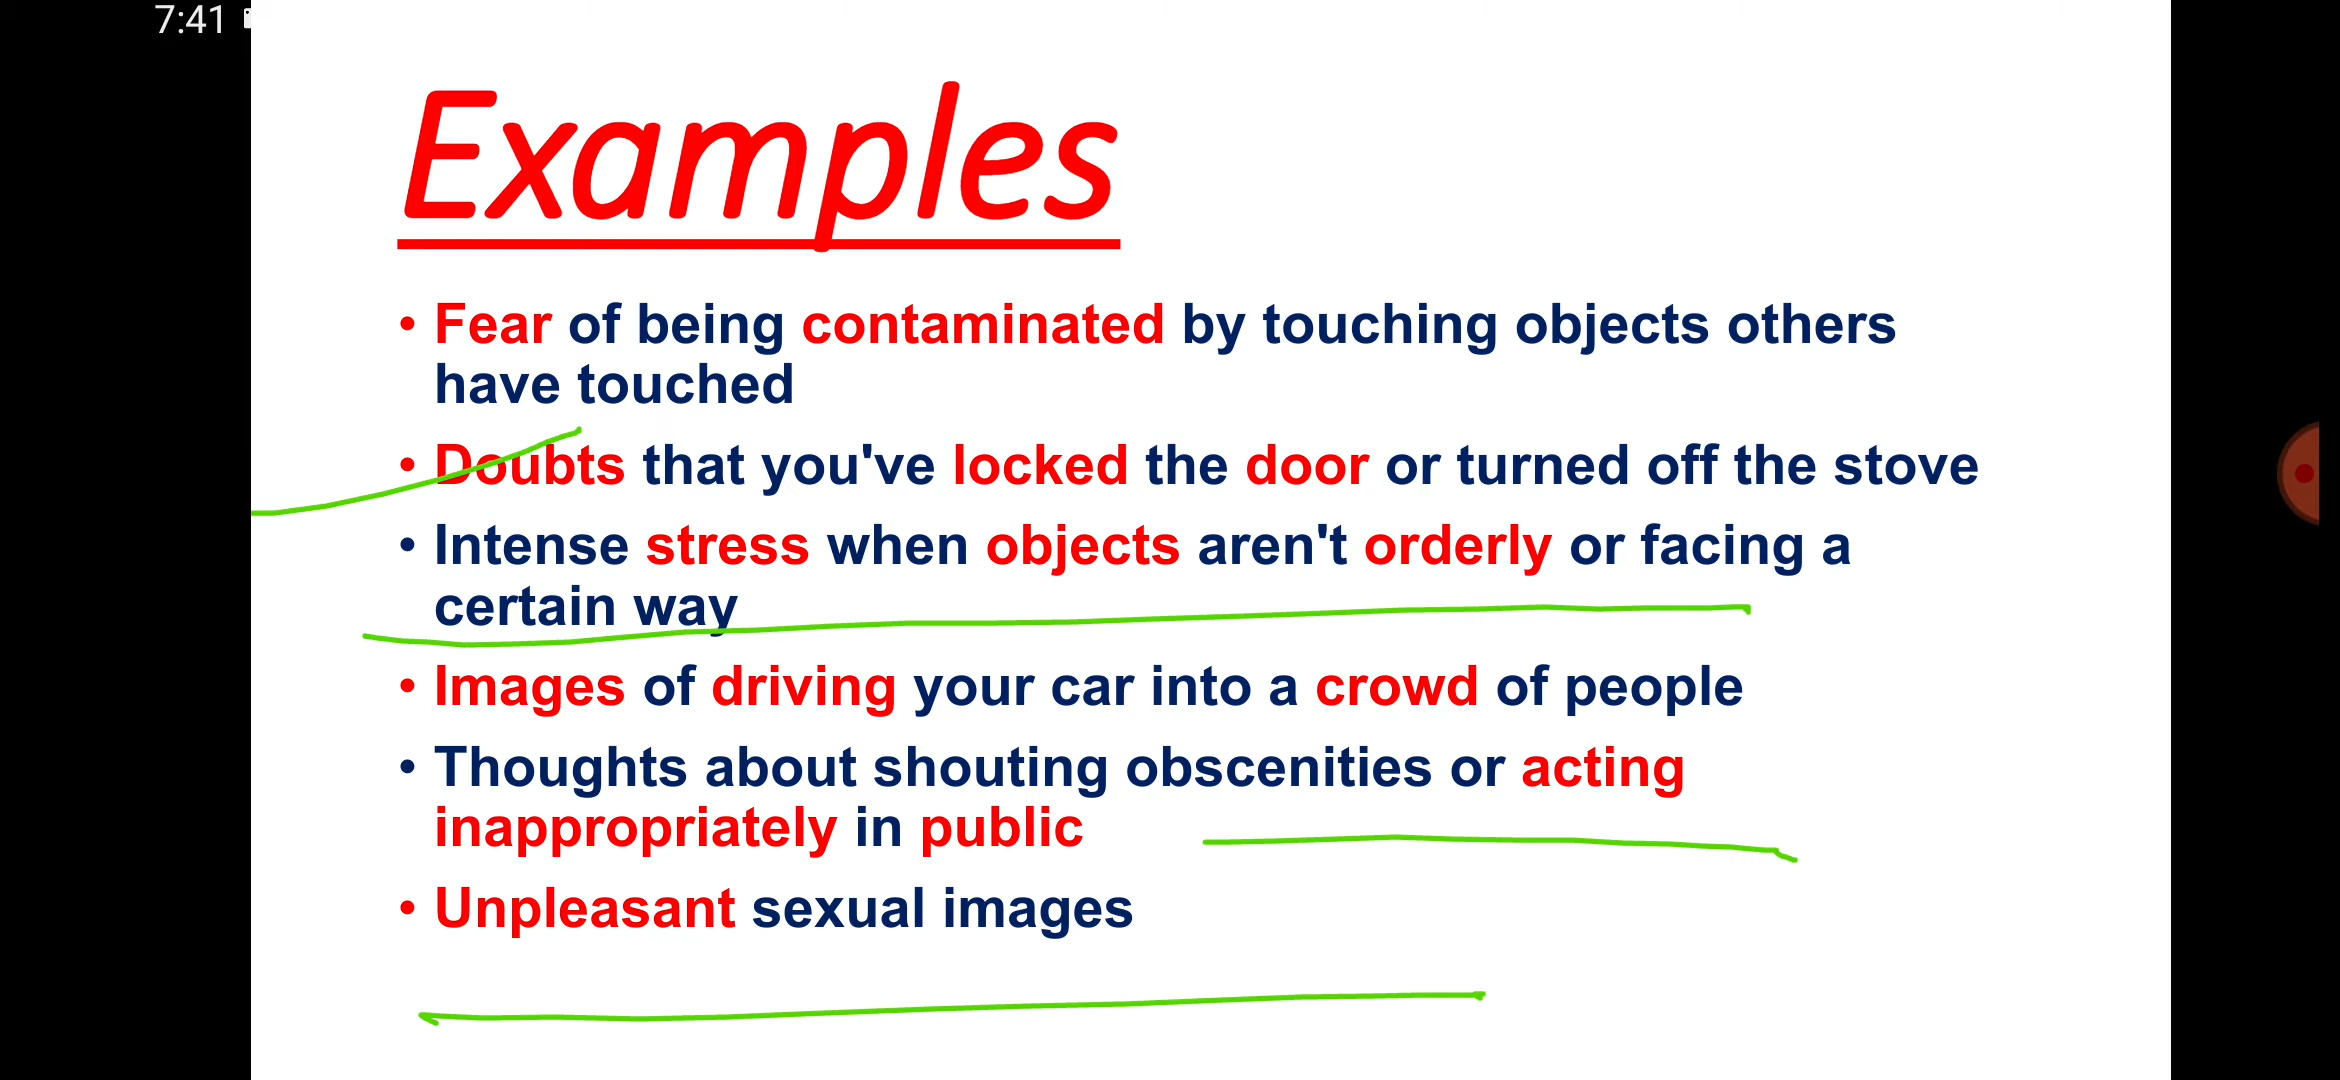 7:41
Examples
• Fear of being contaminated by touching objects others
have touched
• Doubts that you've locked the door or turned off the stove
• Intense stress when objects aren't orderly or facing a
certain way
• Images of driving your car into a crowd of people
• Thoughts about shouting obscenities or acting
inappropriately in public
• Unpleasant sexual images